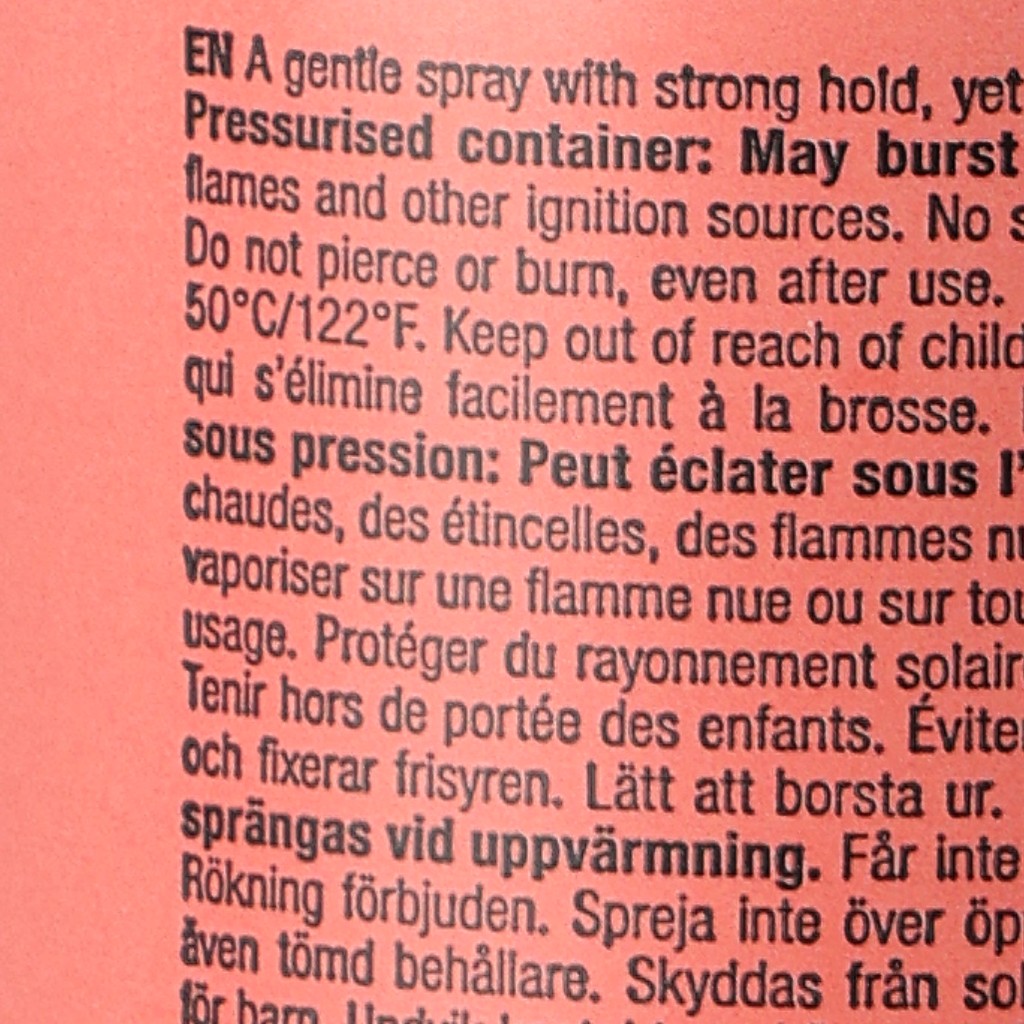 EN A gentle spray with strong hold, yet
Pressurised container: May burst
flames and other ignition sources. No
Do not pierce or burn, even after use.
50°C/122°F. Keep out of reach of child
qui s'élimine facilement à la brosse.
sous pression: Peut éclater sous l'
chaudes, des étincelles, des flammes
vaporiser sur une flamme nue ou sur tou
usage. Protéger du rayonnement solair
Tenir hors de portée des enfants. Évite
och fixerar frisyren. Lätt att borsta ur.
sprängas vid uppvärmning. Får inte
Rökning förbjuden. Spreja inte över öp
även tömd behållare. Skyddas från sol
för barn.